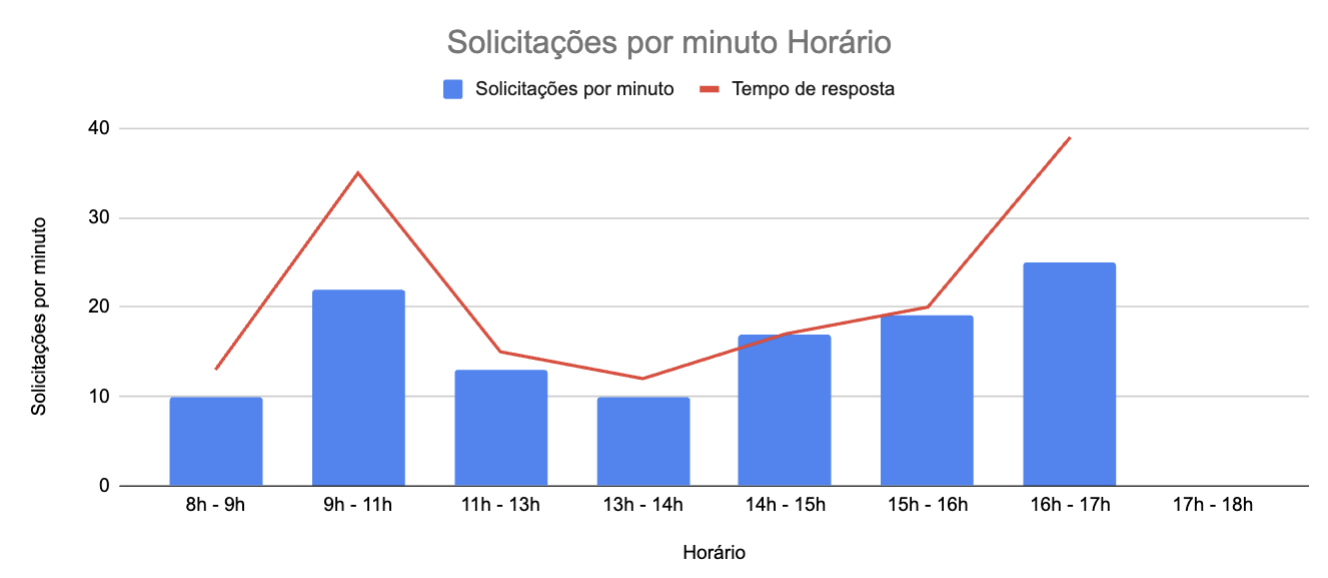 Solicitações por minuto Horário
Solicitações por minuto Tempo de resposta
40
30
20
10
0
Solicitações por minuto
8h - 9h 9h - 11h 11h - 13h 13h - 14h 14h - 15h 15h - 16h 16h - 17h 17h - 18h
Horário